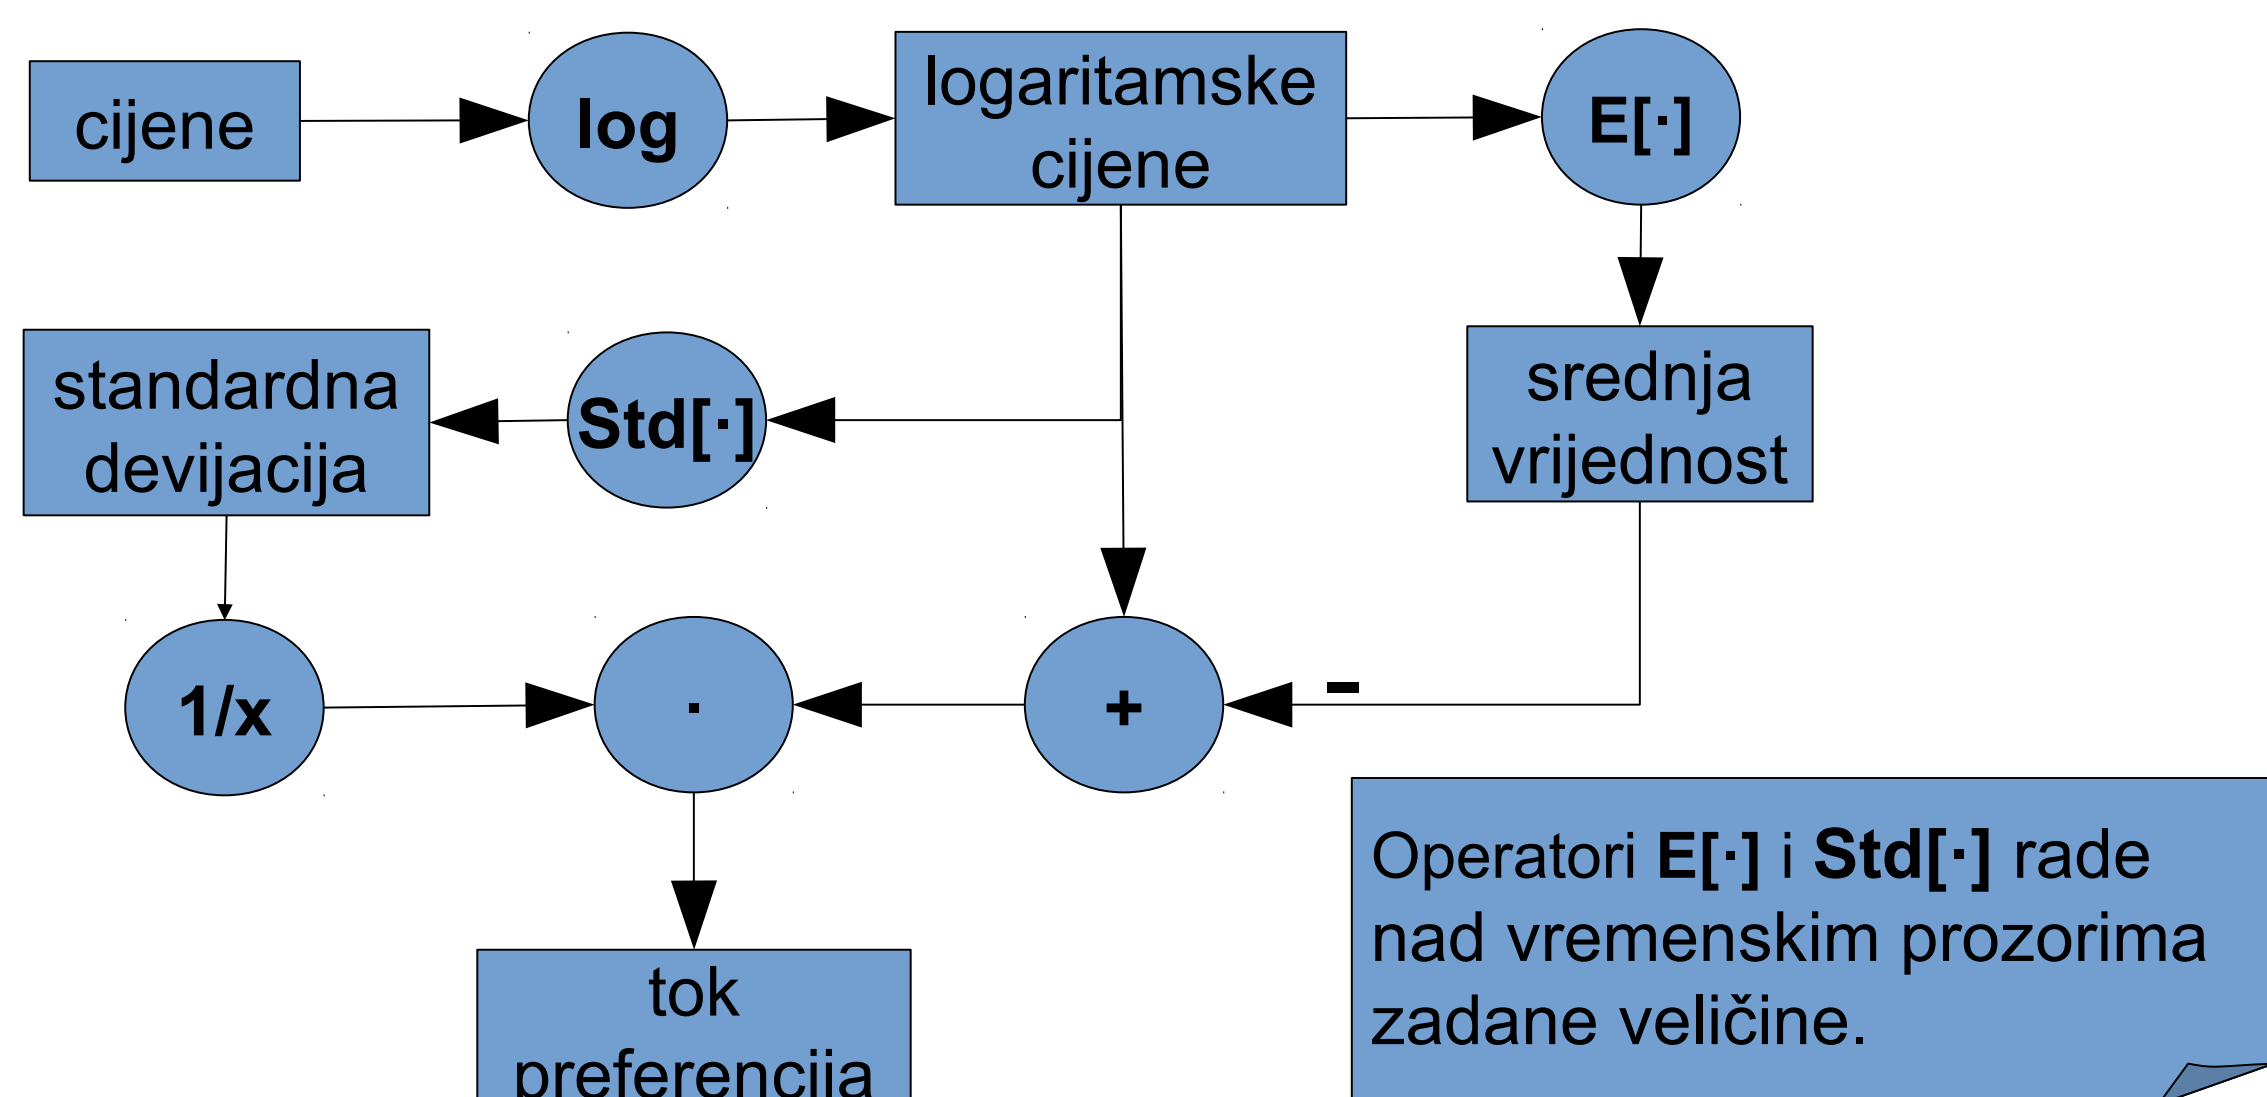 cijene
log
logaritamske
cijene
E[·]
standardna
devijacija
Std[·]
srednja
vrijednost
1/x
·
+
-
tok
preferencija
Operatori E[·] i Std[·] rade
nad vremenskim prozorima
zadane veličine.